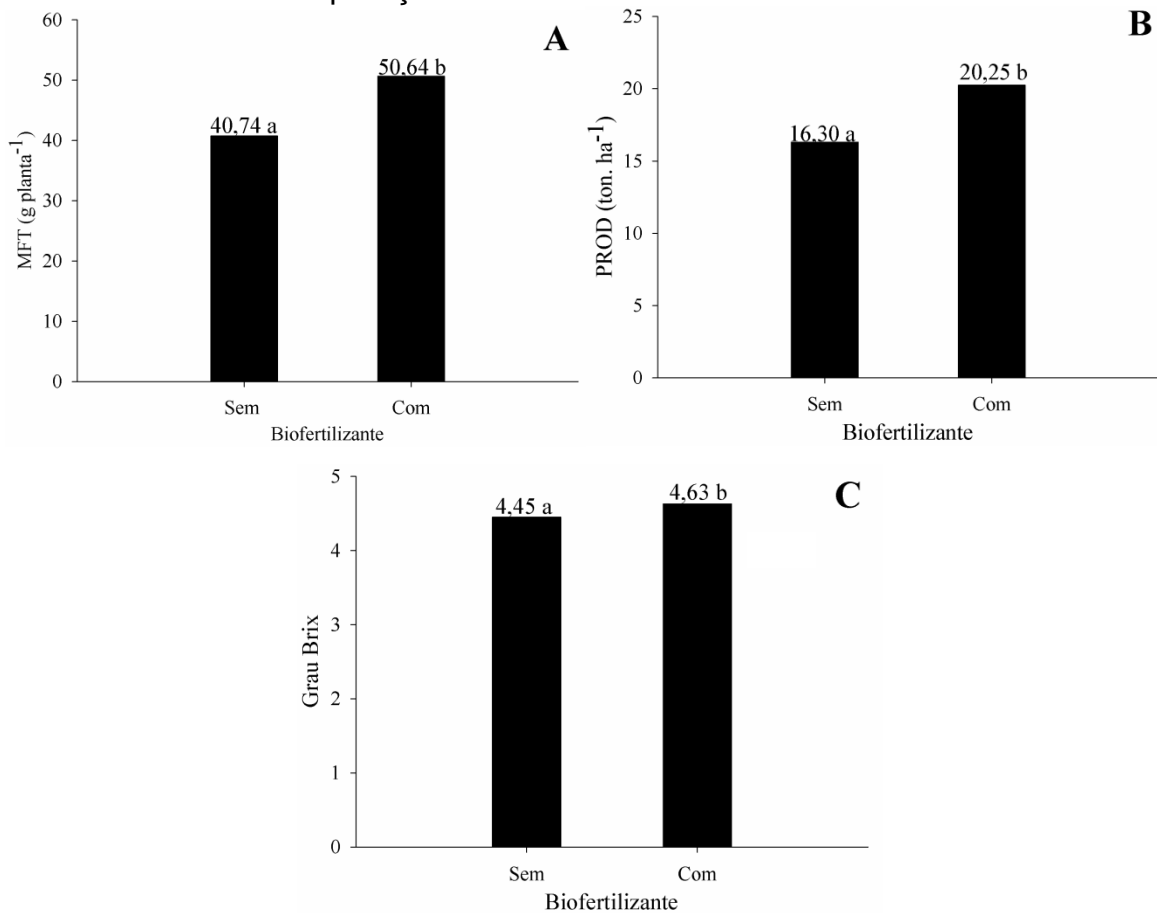 A
MFT (g planta⁻¹)
60
50
40
30
20
10
0
40,74 a
50,64 b
Sem Com
Biofertilizante
B
PROD (ton. ha⁻¹)
25
20
15
10
5
0
16,30 a
20,25 b
Sem Com
Biofertilizante
C
Grau Brix
5
4
3
2
1
0
4,45 a
4,63 b
Sem Com
Biofertilizante